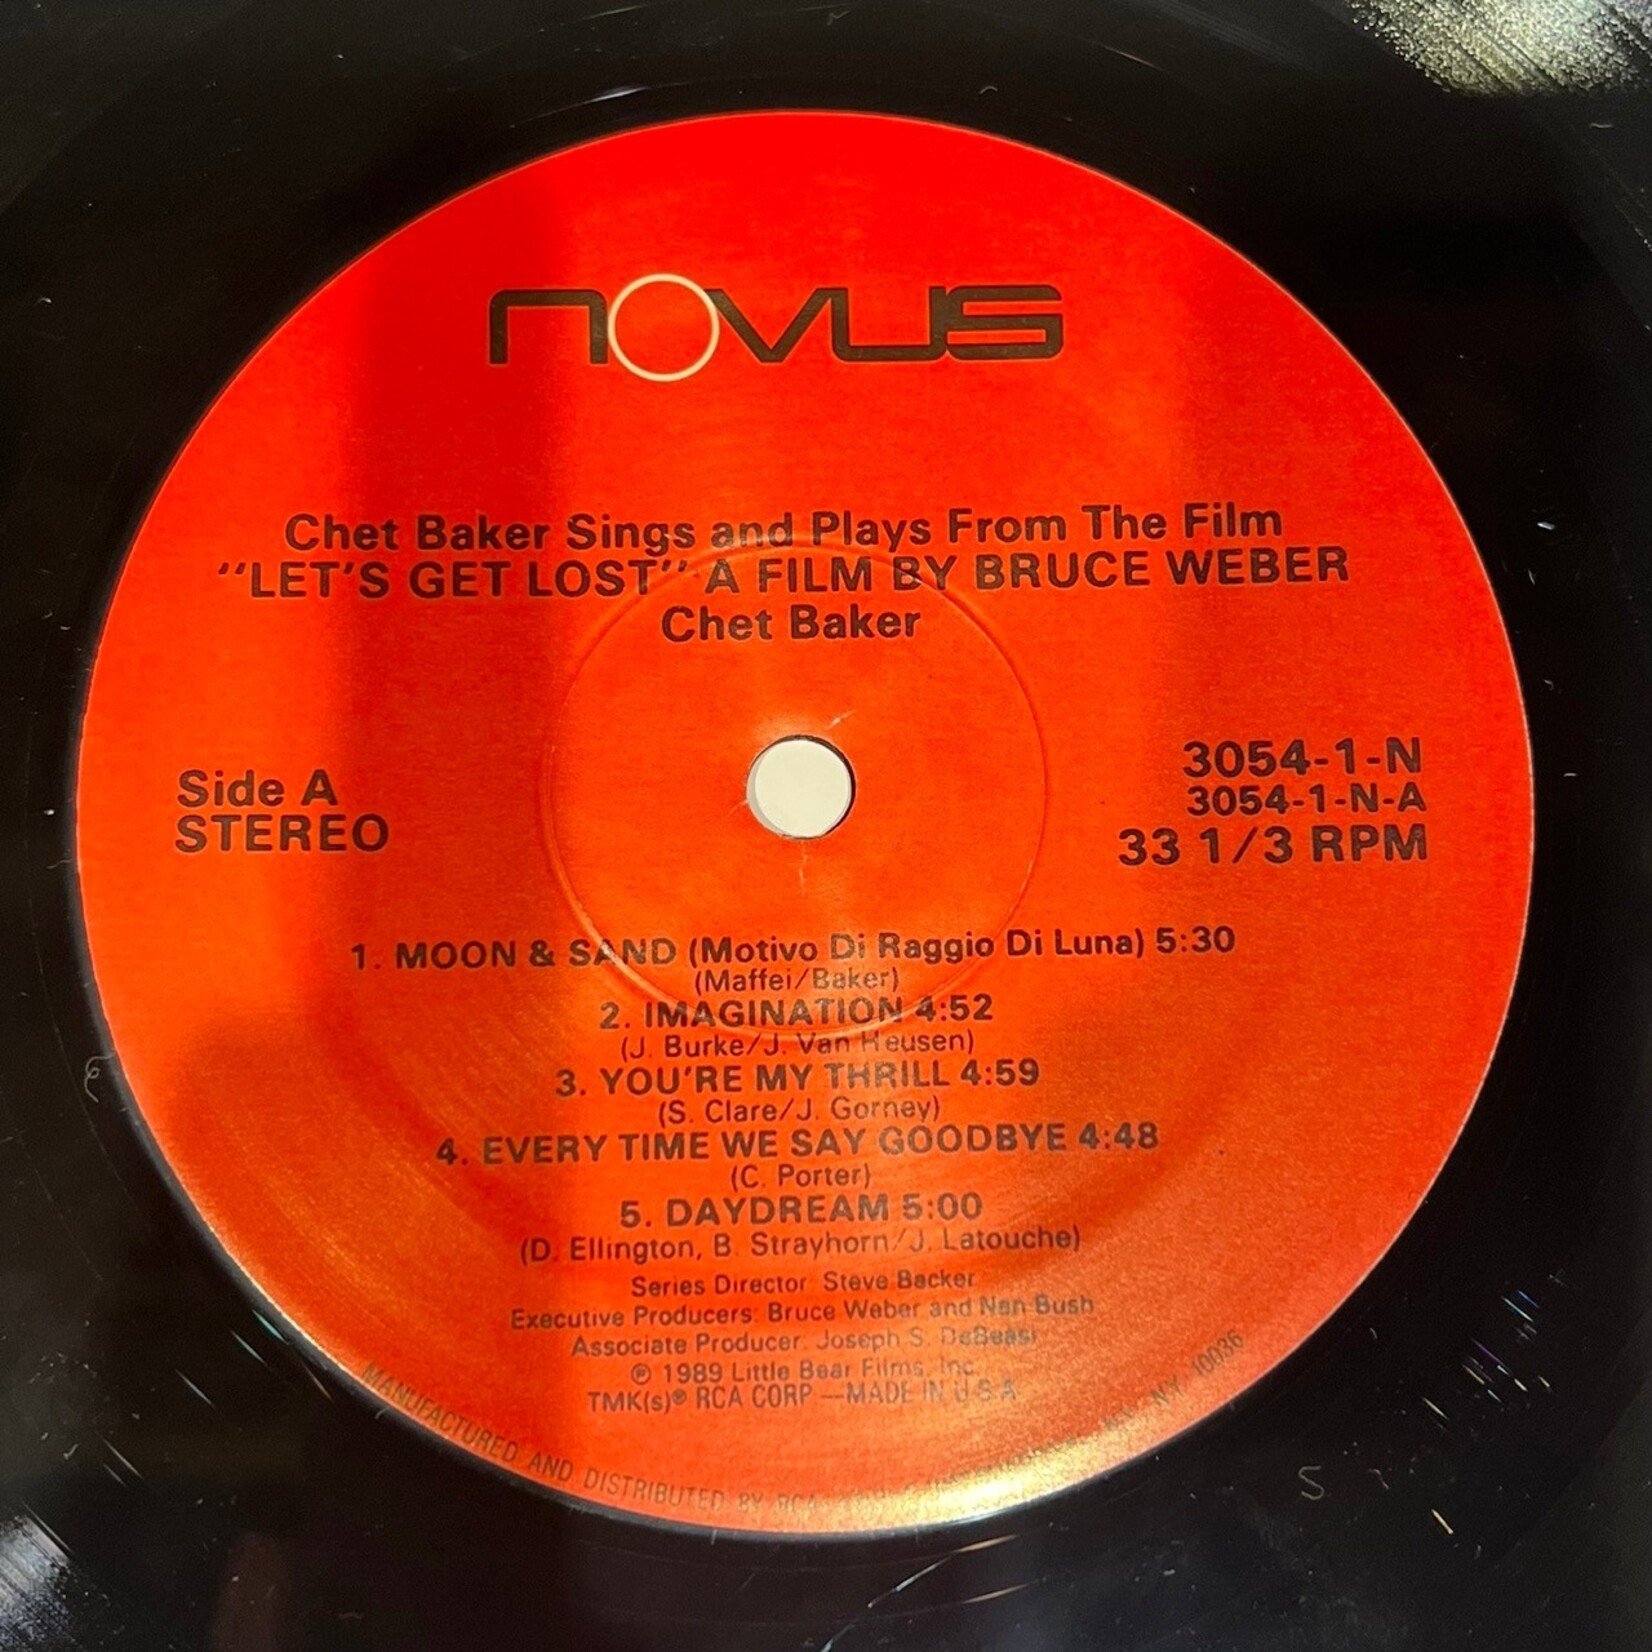 novus
Chet Baker Sings and Plays From The Film
"LET'S GET LOST" A FILM BY BRUCE WEBER
Chet Baker
Side A
STEREO
3054-1-N
3054-1-N-A
33 1/3 RPM
1. MOON & SAND (Motivo Di Raggio Di Luna) 5:30
(Maffei/Baker)
2. IMAGINATION 4:52
(J. Burke/J. Van Heusen)
3. YOU'RE MY THRILL 4:59
(S. Clare/J. Gorney)
4. EVERY TIME WE SAY GOODBYE 4:48
(C. Porter)
5. DAYDREAM 5:00
(D. Ellington, B. Strayhorn/J. Latouche)
Series Director: Steve Backer
Executive Producers: Bruce Weber and Nan Bush
Associate Producer: Joseph S. DeBeasi
℗ 1989 Little Bear Films, Inc.
TMK(s)® RCA CORP.—MADE IN U.S.A.
MANUFACTURED AND DISTRIBUTED BY RCA N.Y. 10036